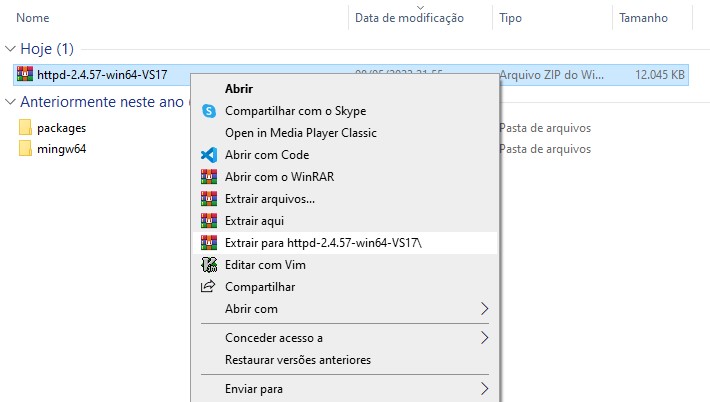 Nome Data de modificação Tipo Tamanho
Hoje (1)
httpd-2.4.57-win64-VS17 Arquivo ZIP do Wi... 12.045 KB
Abrir
Anteriormente neste ano
Compartilhar com o Skype
packages Pasta de arquivos
Open in Media Player Classic
mingw64 Pasta de arquivos
Abrir com Code
Abrir com o WinRAR
Extrair arquivos...
Extrair aqui
Extrair para httpd-2.4.57-win64-VS17\
Editar com Vim
Compartilhar
Abrir com
Conceder acesso a
Restaurar versões anteriores
Enviar para